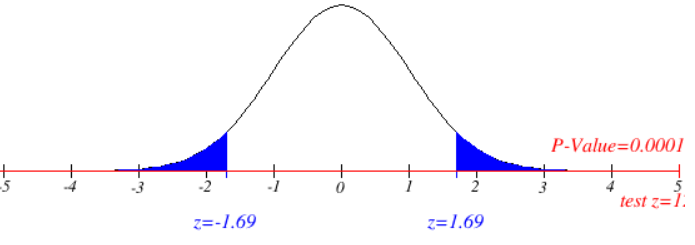 P-Value=0.0001
-5 -4 -3 -2 -1 0 1 2 3 4 5
test z=1
z=-1.69 z=1.69